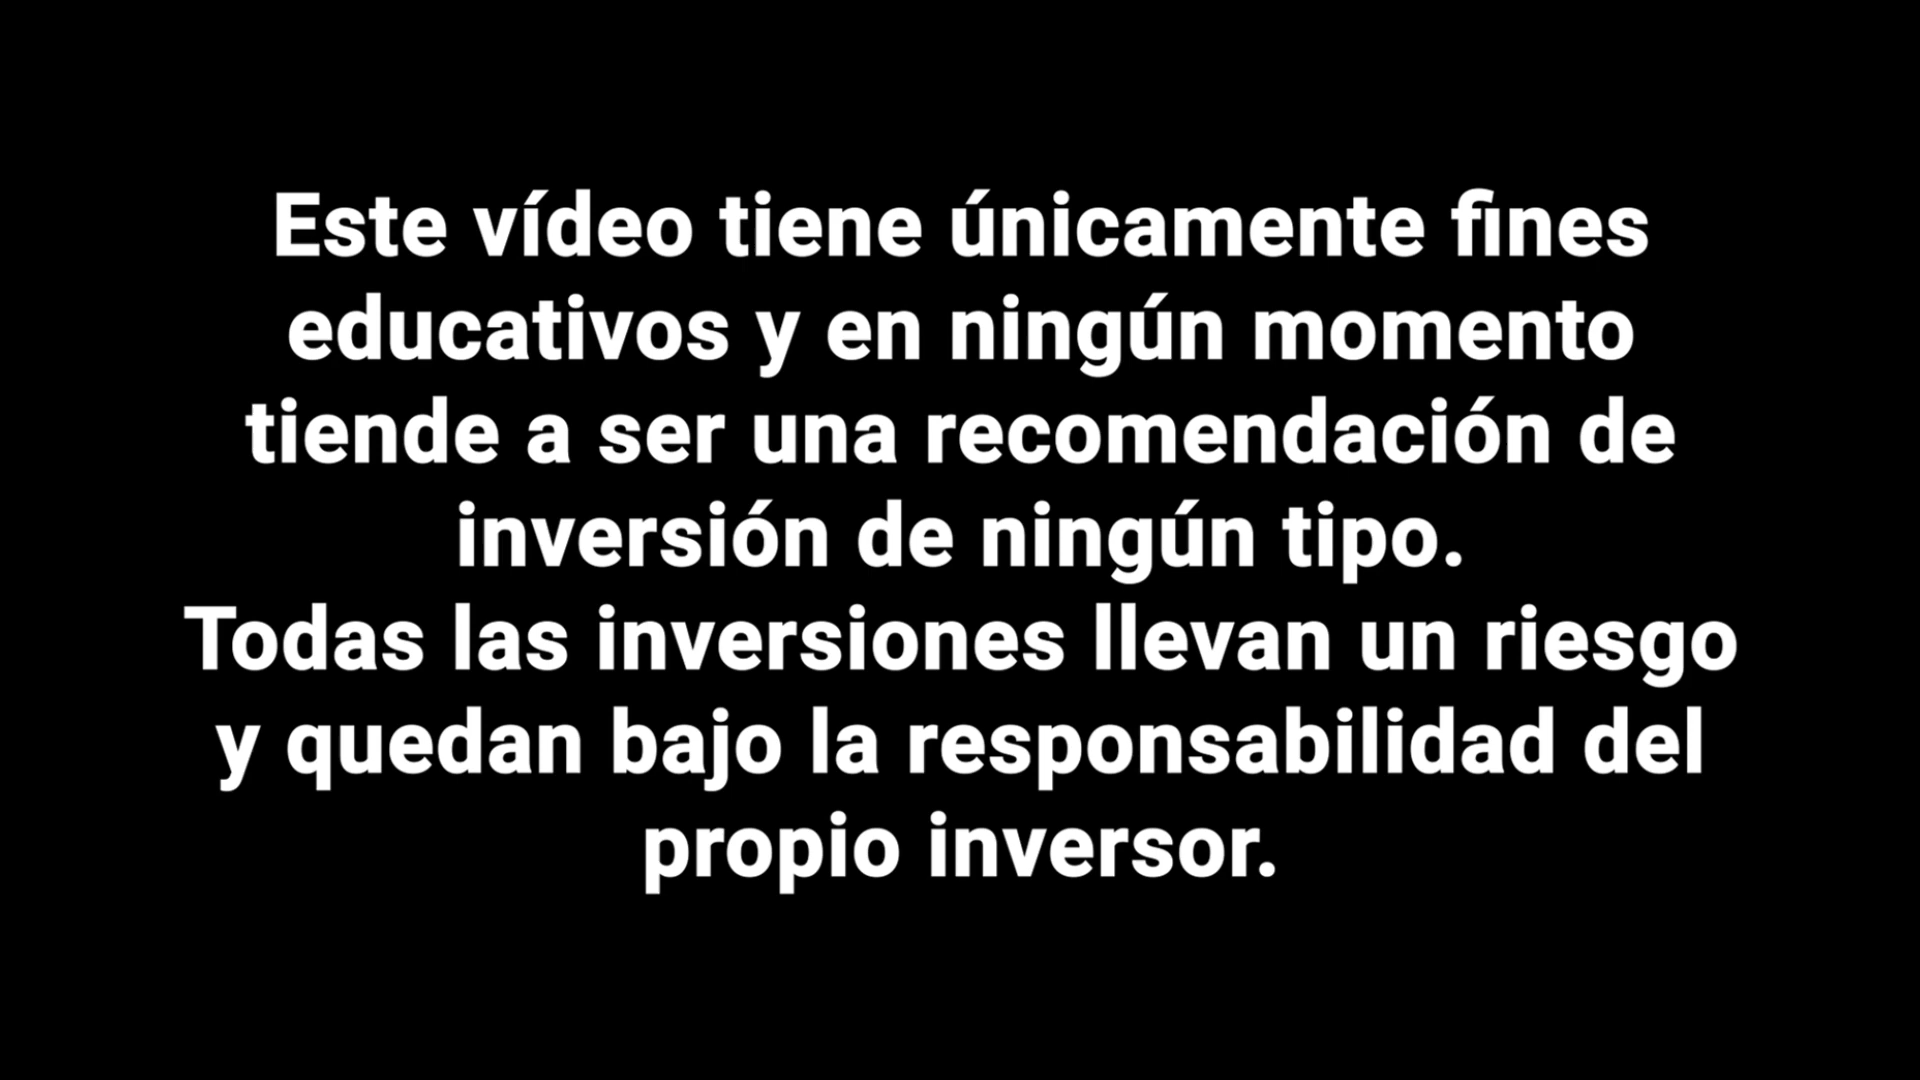 Este vídeo tiene únicamente fines
educativos y en ningún momento
tiende a ser una recomendación de
inversión de ningún tipo.
Todas las inversiones llevan un riesgo
y quedan bajo la responsabilidad del
propio inversor.